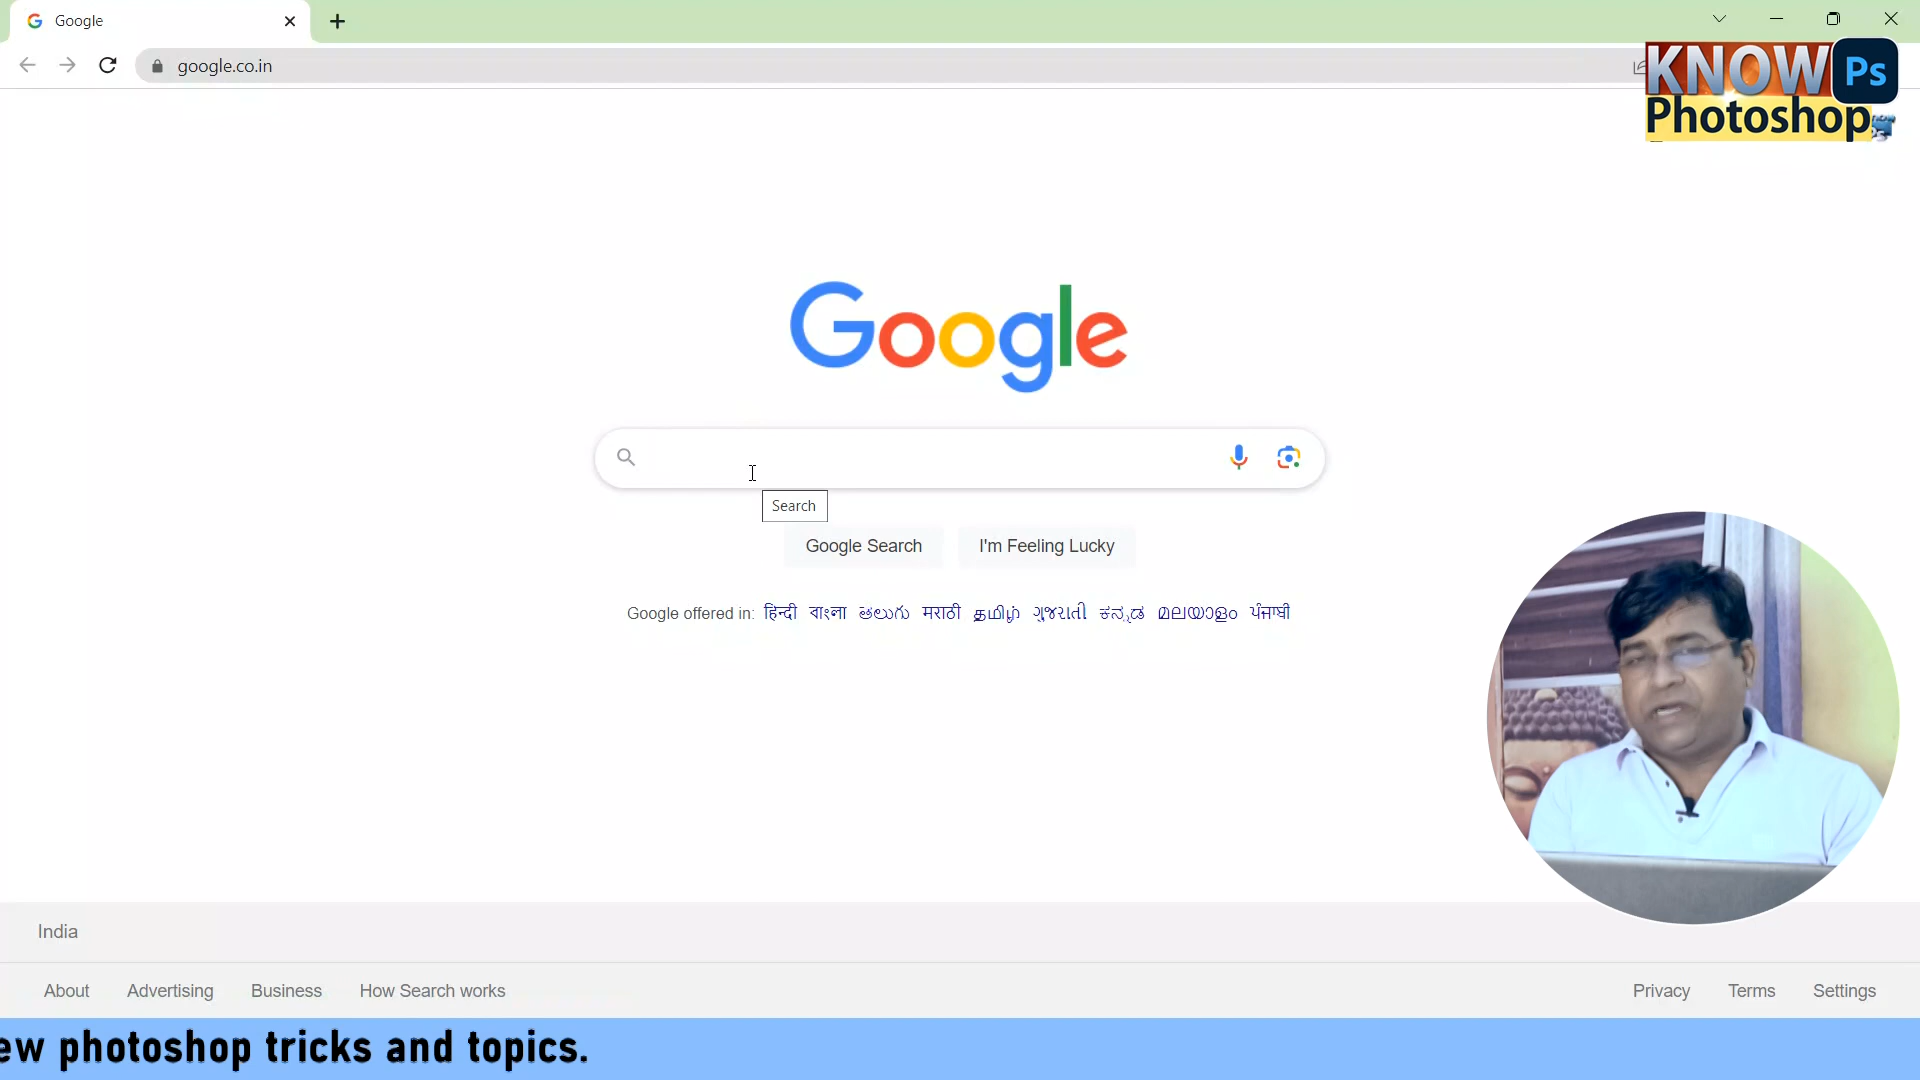 Google
google.co.in
KNOW Ps
Photoshop
Google
Search
Google Search I'm Feeling Lucky
Google offered in: हिन्दी বাংলা తెలుగు मराठी தமிழ் ગુજરાતી ಕನ್ನಡ മലയാളം ਪੰਜਾਬੀ
India
About Advertising Business How Search works Privacy Terms Settings
ew photoshop tricks and topics.